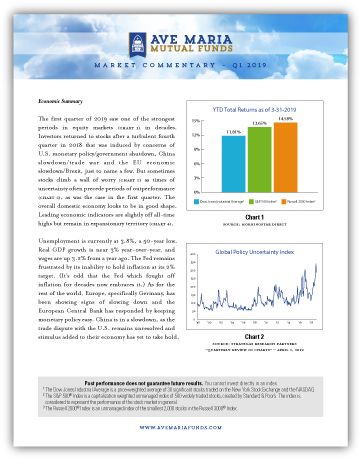 AVE MARIA
MUTUAL FUNDS
MARKET COMMENTARY – Q1 2019
Economic Summary
The first quarter of 2019 saw one of the strongest
periods in equity markets (CHART 1) in decades.
Investors returned to stocks after a turbulent fourth
quarter in 2018 that was induced by concerns of
U.S. monetary policy/government shutdown, China
slowdown/trade war and the EU economic
slowdown/Brexit, just to name a few. But sometimes
stocks climb a wall of worry (CHART 2) as times of
uncertainty often precede periods of outperformance
(CHART 3), as was the case in the first quarter. The
overall domestic economy looks to be in good shape.
Leading economic indicators are slightly off all-time
highs but remain in expansionary territory (CHART 4).
Unemployment is currently at 3.8%, a 50-year low.
Real GDP growth is near 3% year-over-year, and
wages are up 3.2% from a year ago. The Fed remains
frustrated by its inability to hold inflation at its 2%
target. (It's odd that the Fed which fought off
inflation for decades now embraces it.) As for the
rest of the world, Europe, specifically Germany, has
been showing signs of slowing down and the
European Central Bank has responded by keeping
monetary policy easy. China is in a slowdown, as the
trade dispute with the U.S. remains unresolved and
stimulus added to their economy has yet to take hold.
YTD Total Returns as of 3-31-2019
15%
12%
9%
6%
3%
0%
11.81%
13.65%
14.58%
Dow Jones Industrial Average¹
S&P 500 Index²
Russell 2000 Index³
Chart 1
SOURCE: MORNINGSTAR DIRECT
Global Policy Uncertainty Index
Chart 2
SOURCE: STRATEGAS RESEARCH PARTNERS
"QUARTERLY REVIEW IN CHARTS" – APRIL 2, 2019
Past performance does not guarantee future results. You cannot invest directly in an index.
¹ The Dow Jones Industrial Average is a price-weighted average of 30 significant stocks traded on the New York Stock Exchange and the NASDAQ.
² The S&P 500® Index is a capitalization weighted unmanaged index of 500 widely traded stocks, created by Standard & Poor's. The index is
considered to represent the performance of the stock market in general.
³ The Russell 2000® Index is an unmanaged index of the smallest 2,000 stocks in the Russell 3000® Index.
WWW.AVEMARIAFUNDS.COM